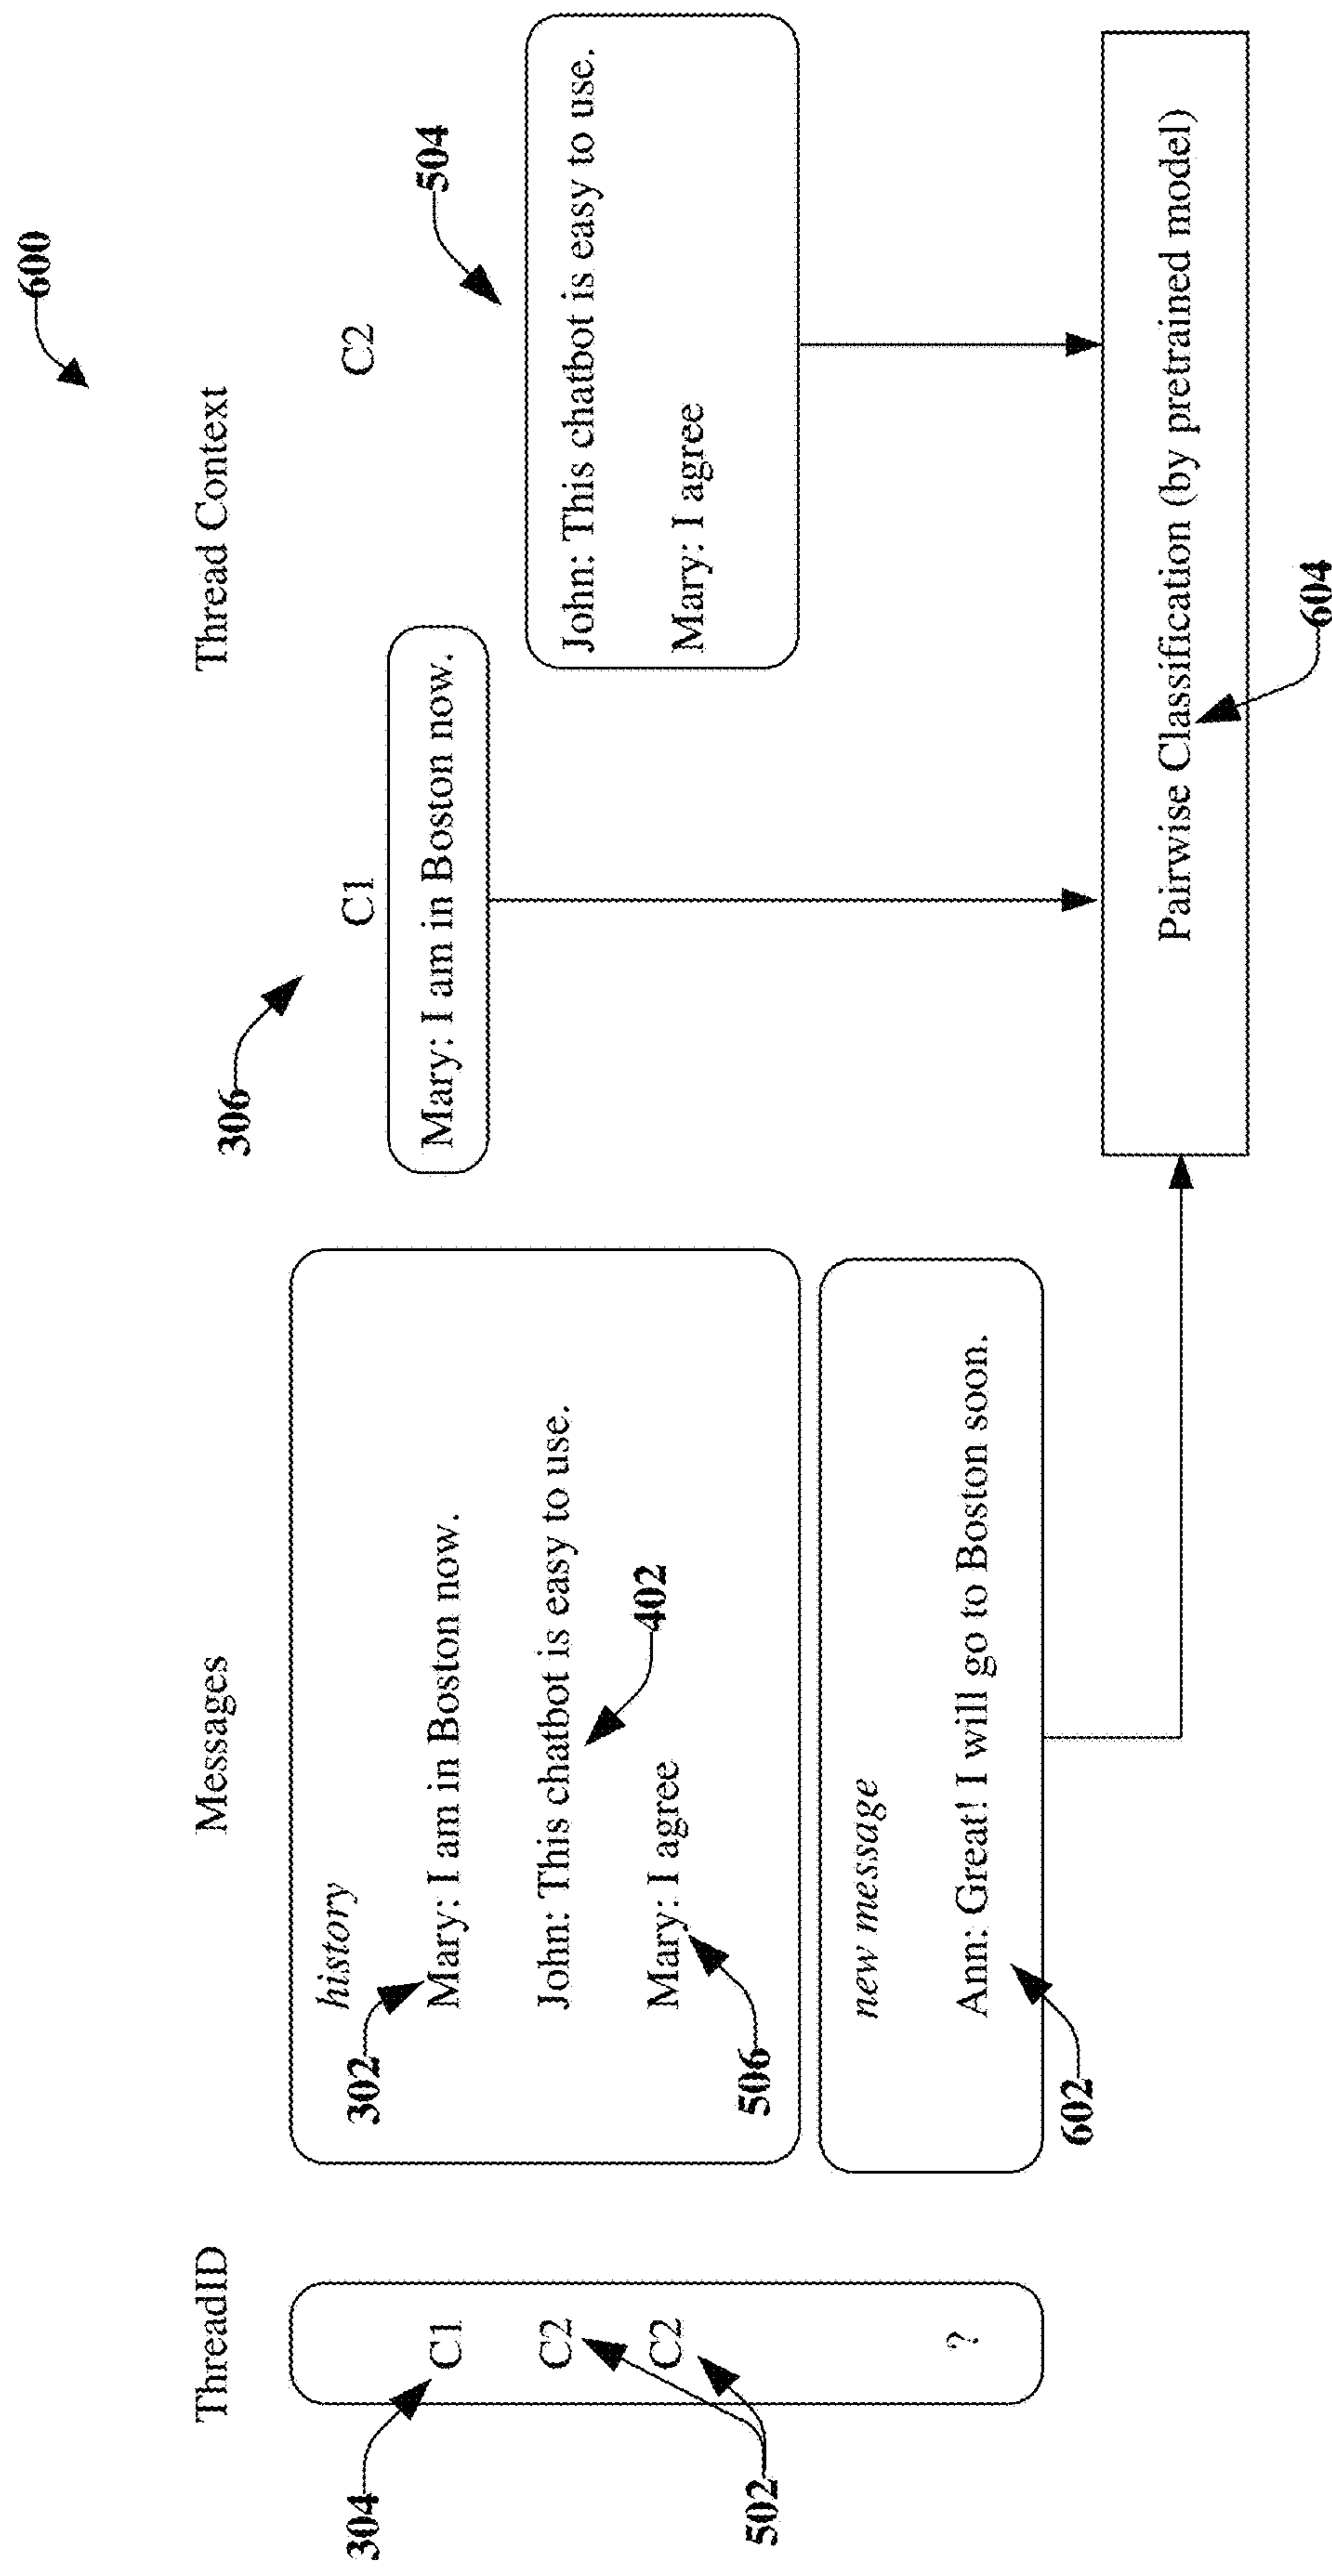 600
ThreadID
Messages
Thread Context
304
C1
C2
C2
?
502
history
302
Mary: I am in Boston now.
John: This chatbot is easy to use.
402
Mary: I agree
506
new message
Ann: Great! I will go to Boston soon.
602
306
C1
Mary: I am in Boston now.
C2
504
John: This chatbot is easy to use.
Mary: I agree
Pairwise Classification (by pretrained model)
604